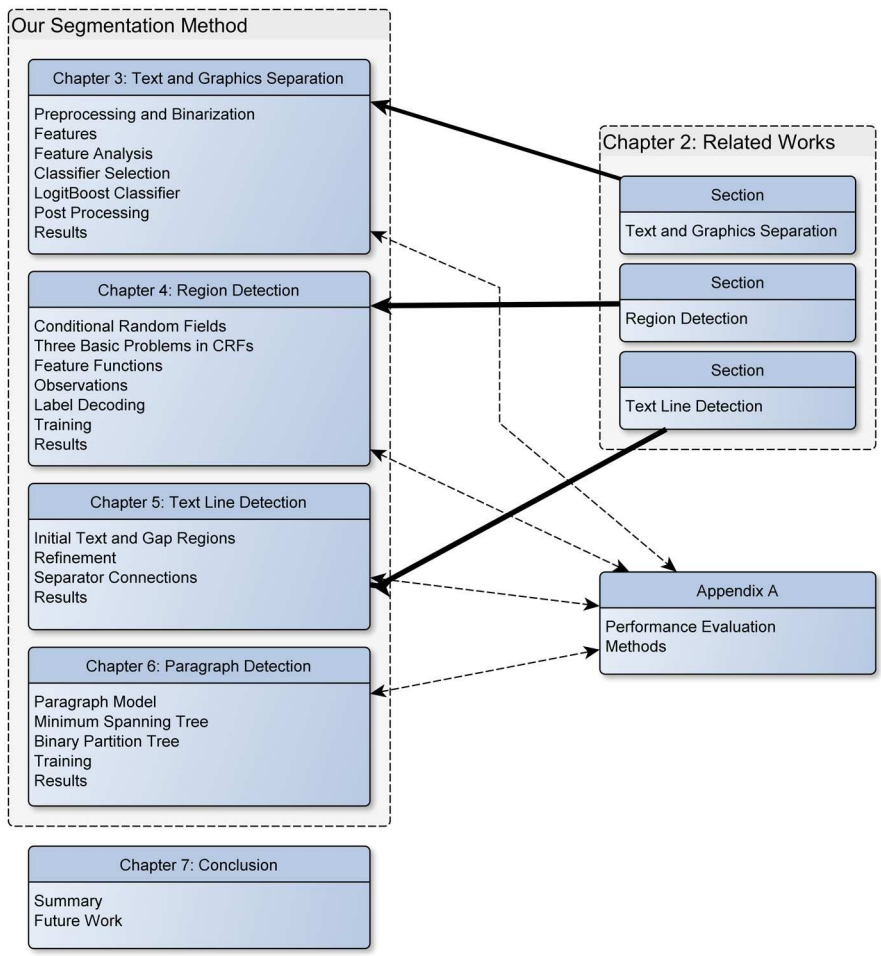 Our Segmentation Method
Chapter 3: Text and Graphics Separation
Preprocessing and Binarization
Features
Feature Analysis
Classifier Selection
LogitBoost Classifier
Post Processing
Results
Chapter 4: Region Detection
Conditional Random Fields
Three Basic Problems in CRFs
Feature Functions
Observations
Label Decoding
Training
Results
Chapter 5: Text Line Detection
Initial Text and Gap Regions
Refinement
Separator Connections
Results
Chapter 6: Paragraph Detection
Paragraph Model
Minimum Spanning Tree
Binary Partition Tree
Training
Results
Chapter 7: Conclusion
Summary
Future Work
Chapter 2: Related Works
Section
Text and Graphics Separation
Section
Region Detection
Section
Text Line Detection
Appendix A
Performance Evaluation
Methods